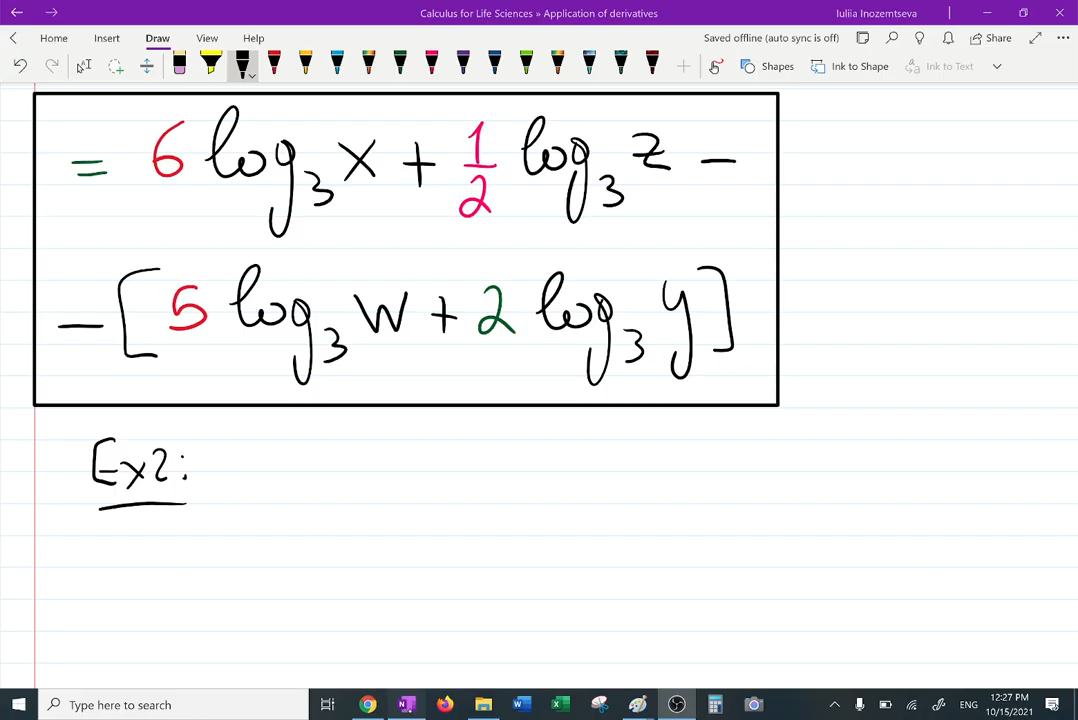 Calculus for Life Sciences » Application of derivatives
Iuliia Inozemtseva
Home Insert Draw View Help
Saved offline (auto sync is off)
Share
Shapes
Ink to Shape
Ink to Text
= 6 log₃ x + 1/2 log₃ z −
− [5 log₃ w + 2 log₃ y]
Ex2:
Type here to search
ENG
12:27 PM
10/15/2021